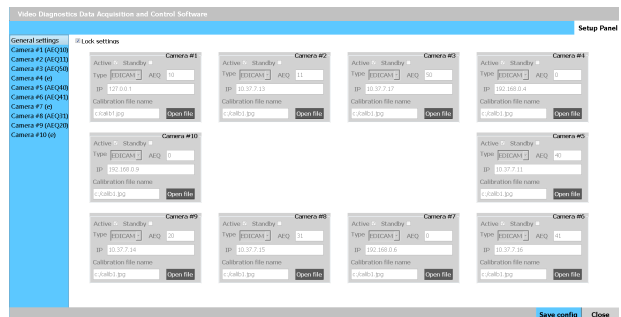 Video Diagnostics Data Acquisition and Control Software
Setup Panel
General settings
Camera #1 (AEQ10)
Camera #2 (AEQ11)
Camera #3 (AEQ50)
Camera #4 (e)
Camera #5 (AEQ40)
Camera #6 (AEQ41)
Camera #7 (e)
Camera #8 (AEQ31)
Camera #9 (AEQ20)
Camera #10 (e)
Lock settings
Camera #1
Active Standby
Type EDICAM AEQ 10
IP 127.0.0.1
Calibration file name
c:/calib1.jpg Open file
Camera #2
Active Standby
Type EDICAM AEQ 11
IP 10.37.7.13
Calibration file name
c:/calib1.jpg Open file
Camera #3
Active Standby
Type EDICAM AEQ 50
IP 10.37.7.17
Calibration file name
c:/calib1.jpg Open file
Camera #4
Active Standby
Type EDICAM AEQ 0
IP 192.168.0.4
Calibration file name
c:/calib1.jpg Open file
Camera #10
Active Standby
Type EDICAM AEQ 0
IP 192.168.0.9
Calibration file name
c:/calib1.jpg Open file
Camera #5
Active Standby
Type EDICAM AEQ 40
IP 10.37.7.11
Calibration file name
c:/calib1.jpg Open file
Camera #9
Active Standby
Type EDICAM AEQ 20
IP 10.37.7.14
Calibration file name
c:/calib1.jpg Open file
Camera #8
Active Standby
Type EDICAM AEQ 31
IP 10.37.7.15
Calibration file name
c:/calib1.jpg Open file
Camera #7
Active Standby
Type EDICAM AEQ 0
IP 192.168.0.6
Calibration file name
c:/calib1.jpg Open file
Camera #6
Active Standby
Type EDICAM AEQ 41
IP 10.37.7.16
Calibration file name
c:/calib1.jpg Open file
Save config Close